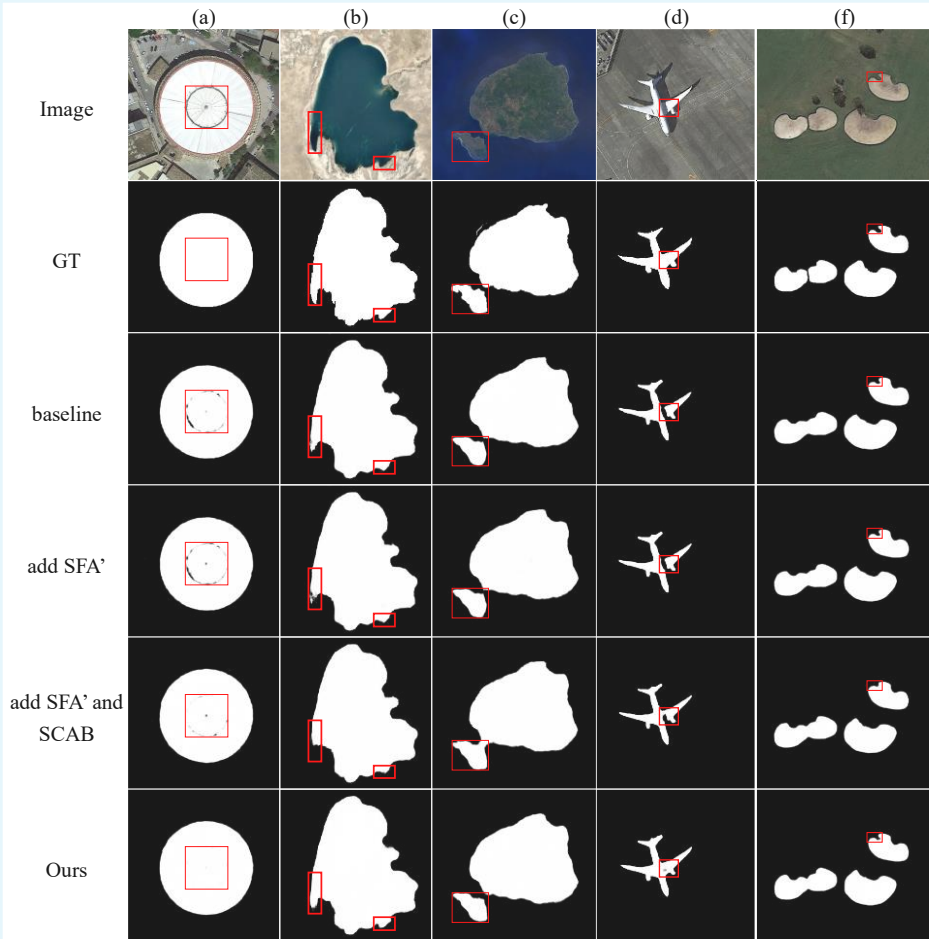 (a) (b) (c) (d) (f)
Image
GT
baseline
add SFA'
add SFA' and
SCAB
Ours